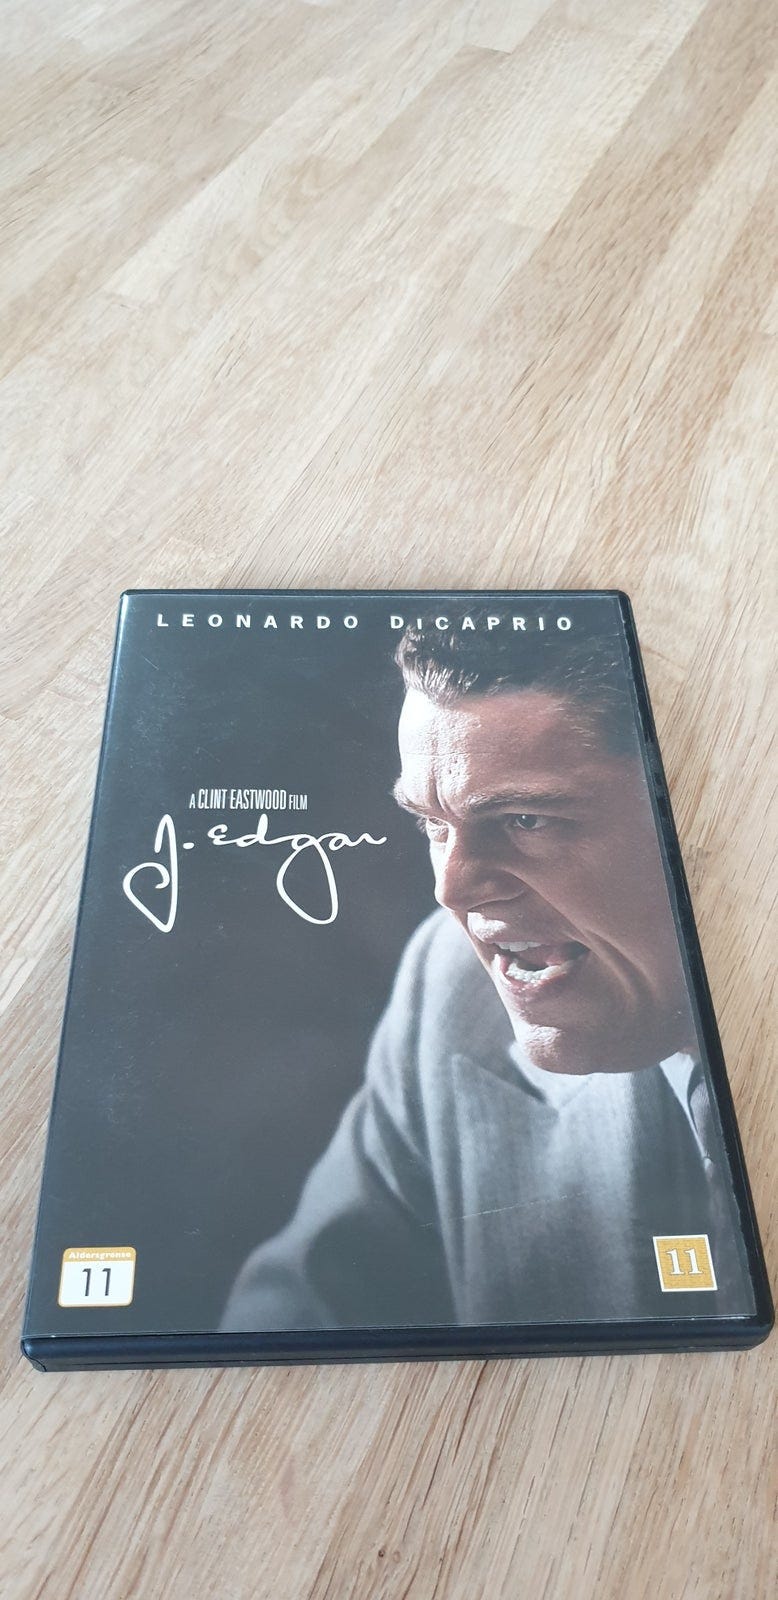 LEONARDO DiCAPRIO
A CLINT EASTWOOD FILM
J. Edgar
Aldersgrense
11
11